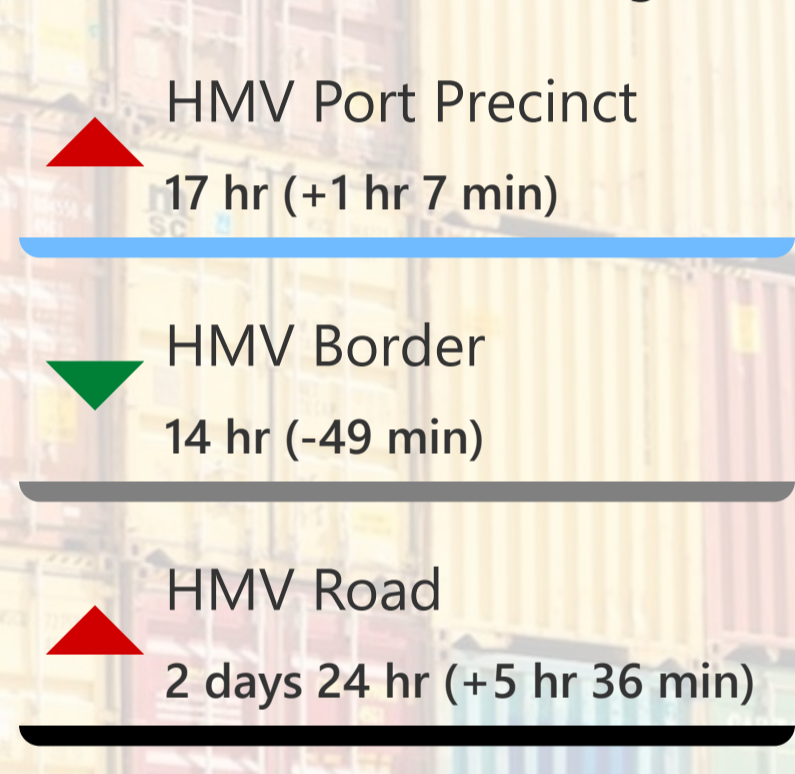 HMV Port Precinct
17 hr (+1 hr 7 min)
HMV Border
14 hr (-49 min)
HMV Road
2 days 24 hr (+5 hr 36 min)